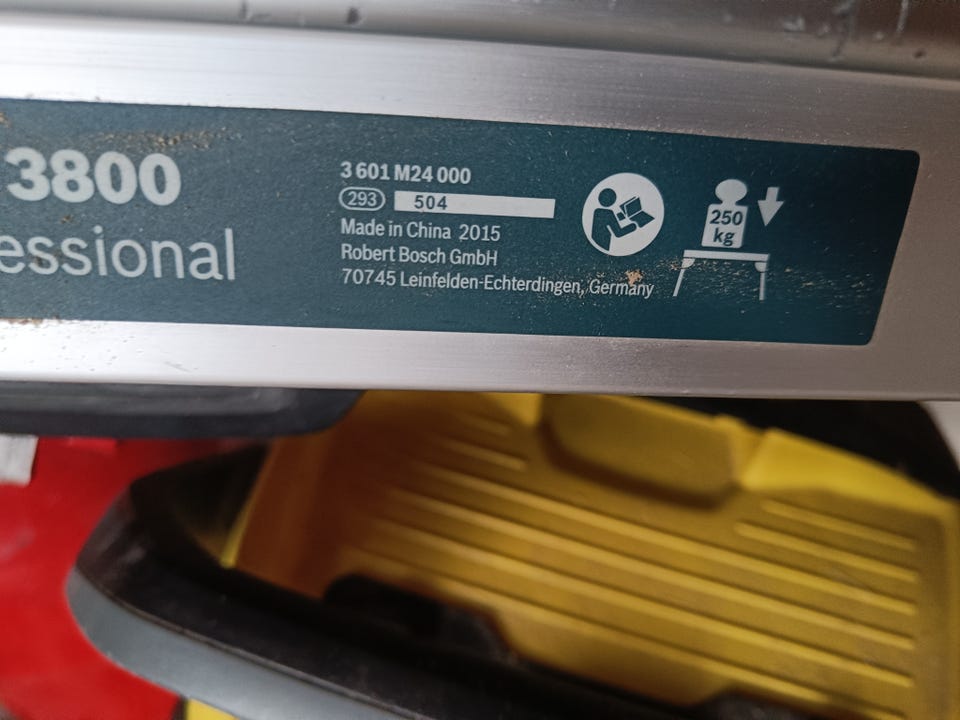 3800
essional
3 601 M24 000
293 504
Made in China 2015
Robert Bosch GmbH
70745 Leinfelden-Echterdingen, Germany
250
kg